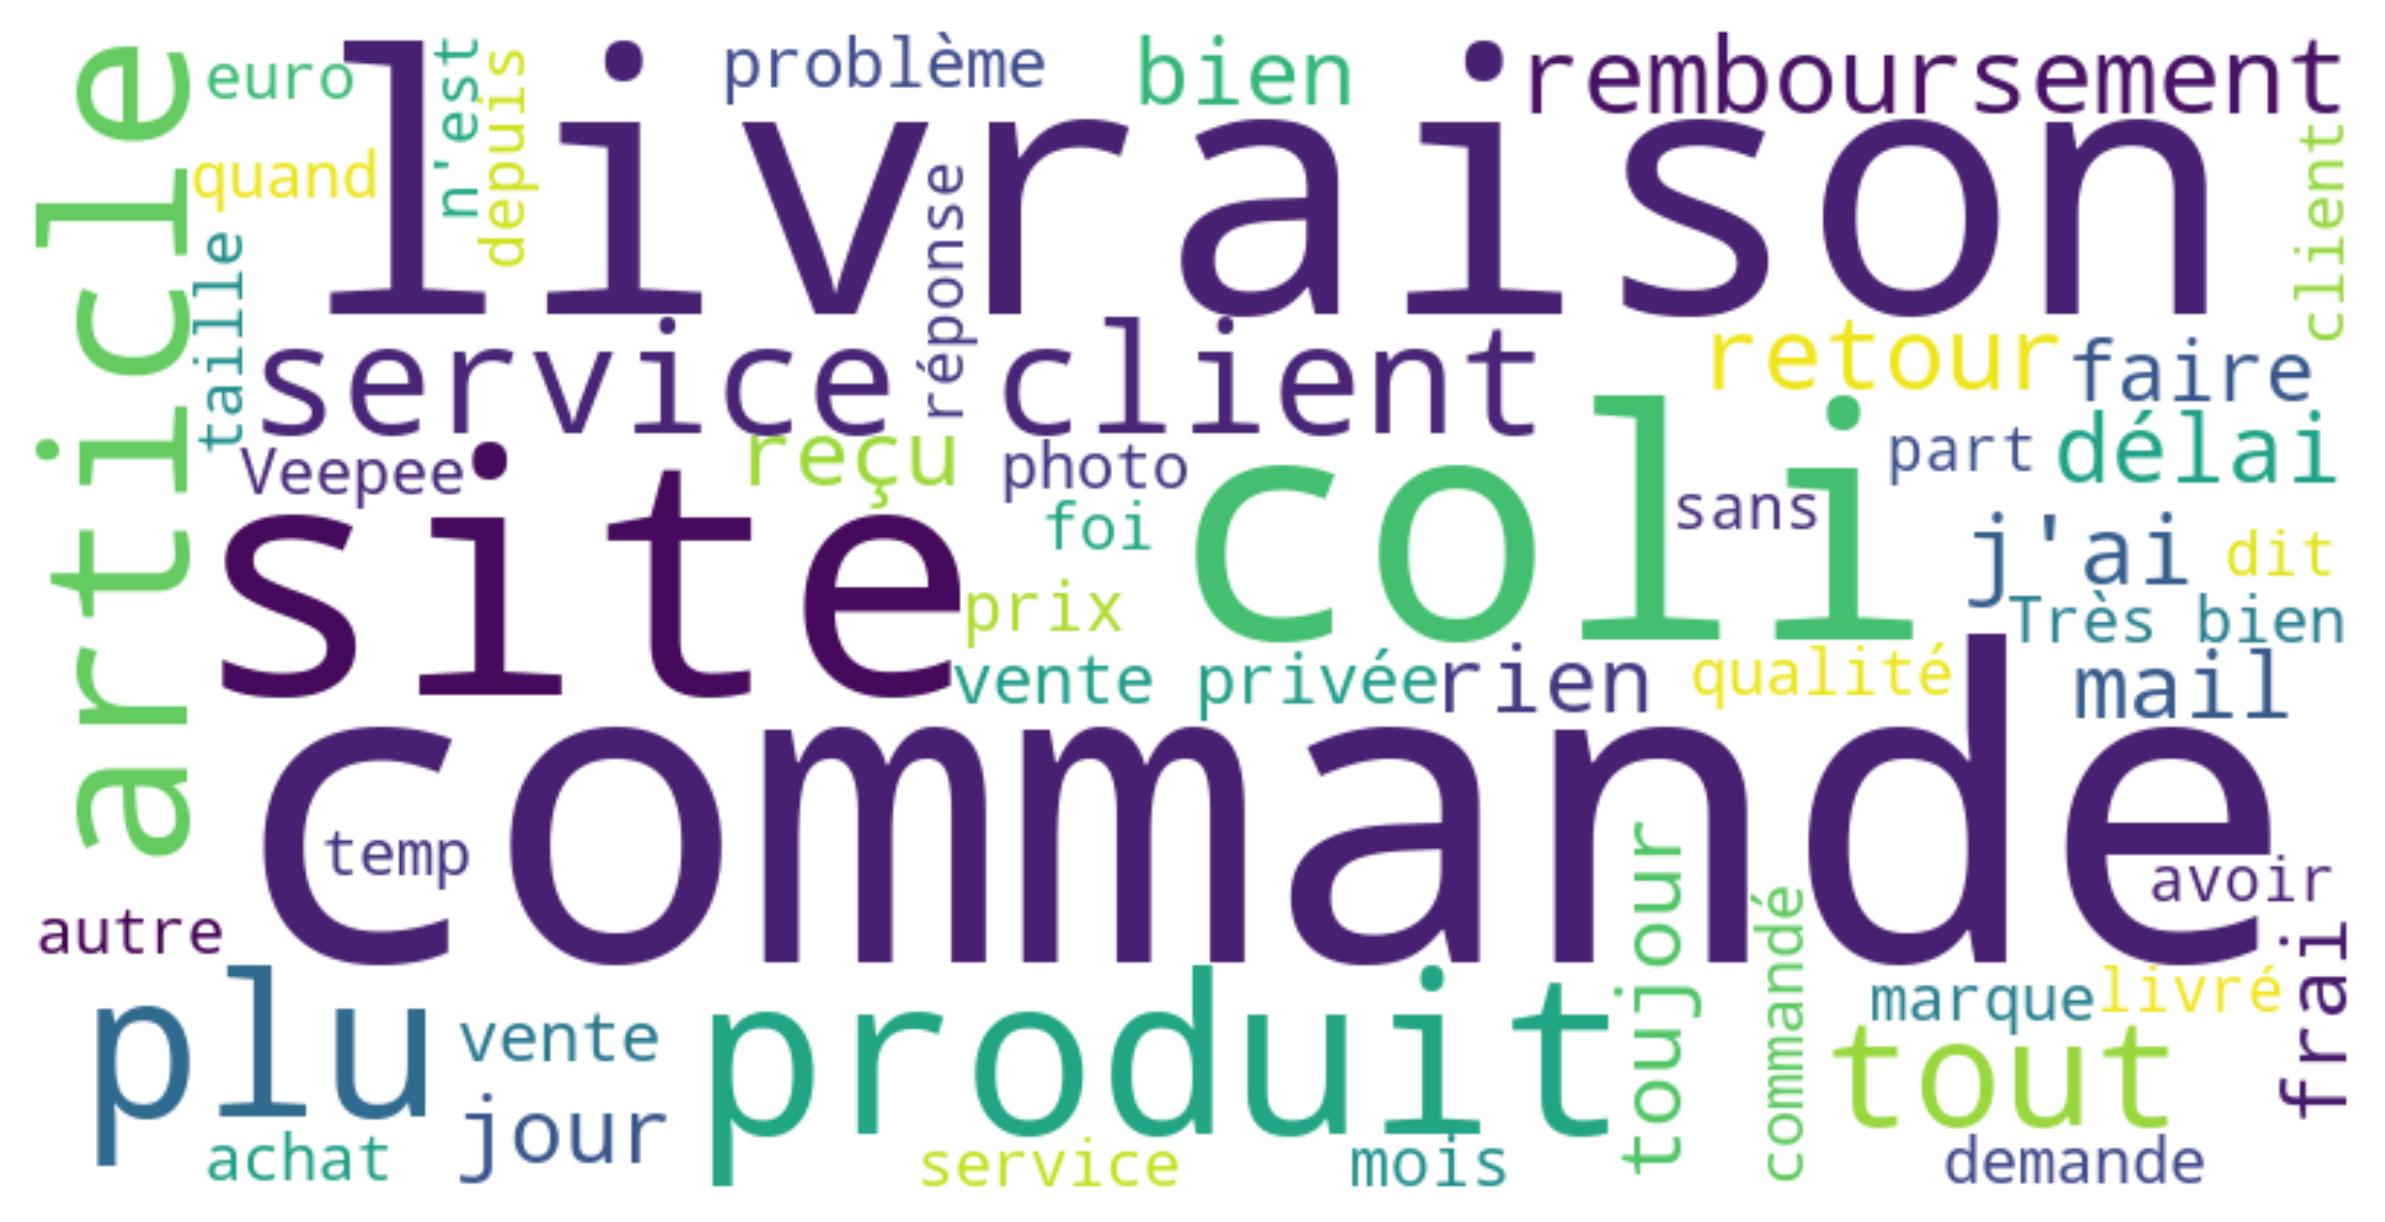 article
euro
livraison
n'est
depuis
problème
bien
remboursement
quand
réponse
client
taille
service client
retour
faire
Veepee
reçu
photo
coli
part
délai
site
foi
sans
j'ai
dit
prix
Très bien
vente privée
rien
qualité
mail
commande
temp
toujour
commandé
avoir
autre
frai
plu
vente
produit
marque
livré
tout
jour
achat
service
mois
demande